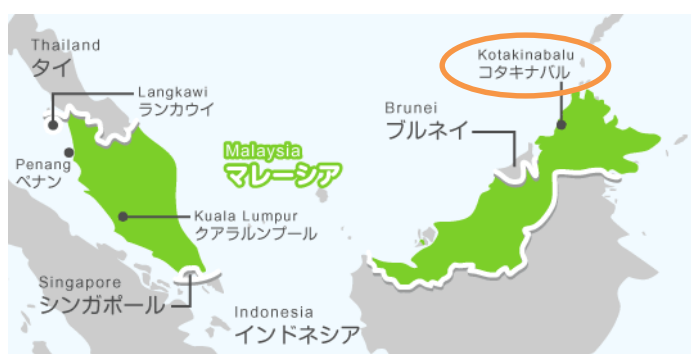 Thailand
タイ
Langkawi
ランカウイ
Penang
ペナン
Malaysia
マレーシア
Kuala Lumpur
クアラルンプール
Singapore
シンガポール
Indonesia
インドネシア
Kotakinabalu
コタキナバル
Brunei
ブルネイ